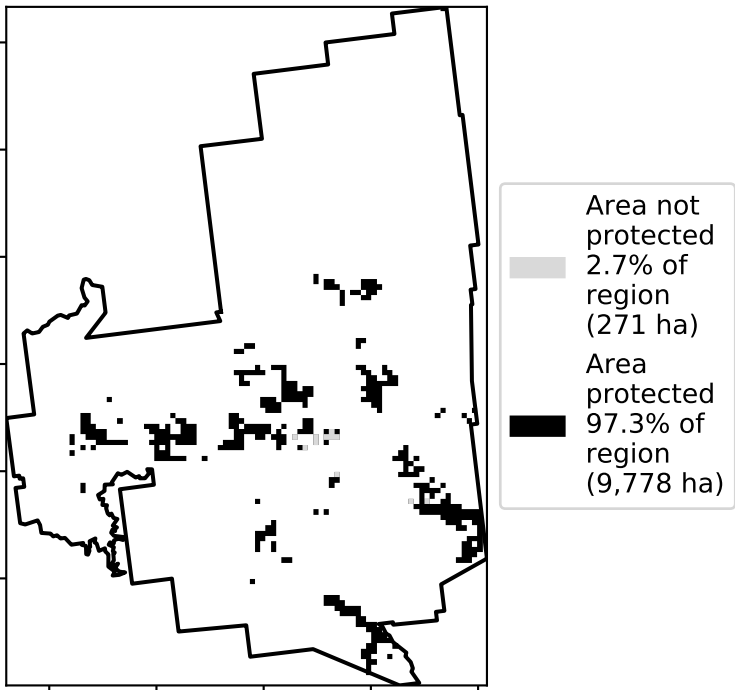 Area not
protected
2.7% of
region
(271 ha)
Area
protected
97.3% of
region
(9,778 ha)